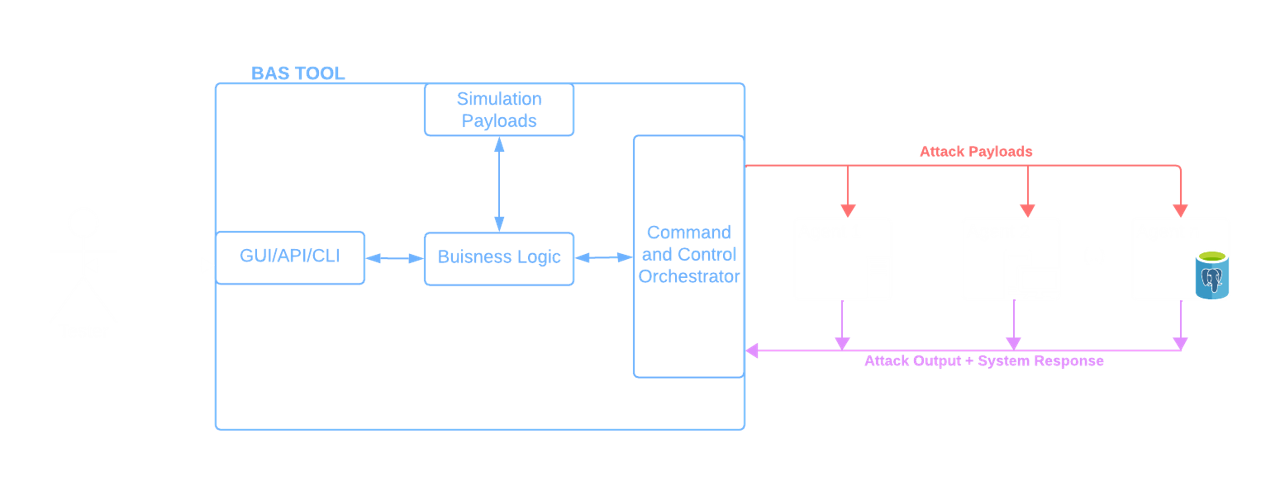 BAS TOOL
Simulation
Payloads
Attack Payloads
Command
and Control
Orchestrator
GUI/API/CLI
Buisness Logic
Attack Output + System Response